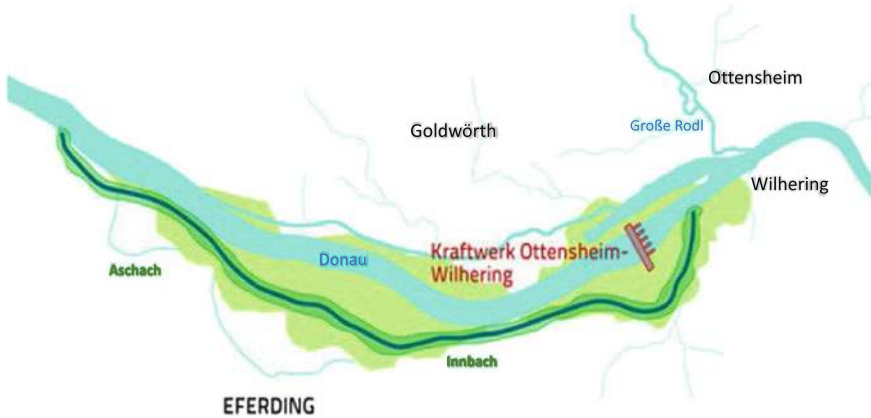 Ottensheim
Goldwörth
Große Rodl
Wilhering
Kraftwerk Ottensheim-
Wilhering
Donau
Aschach
Innbach
EFERDING